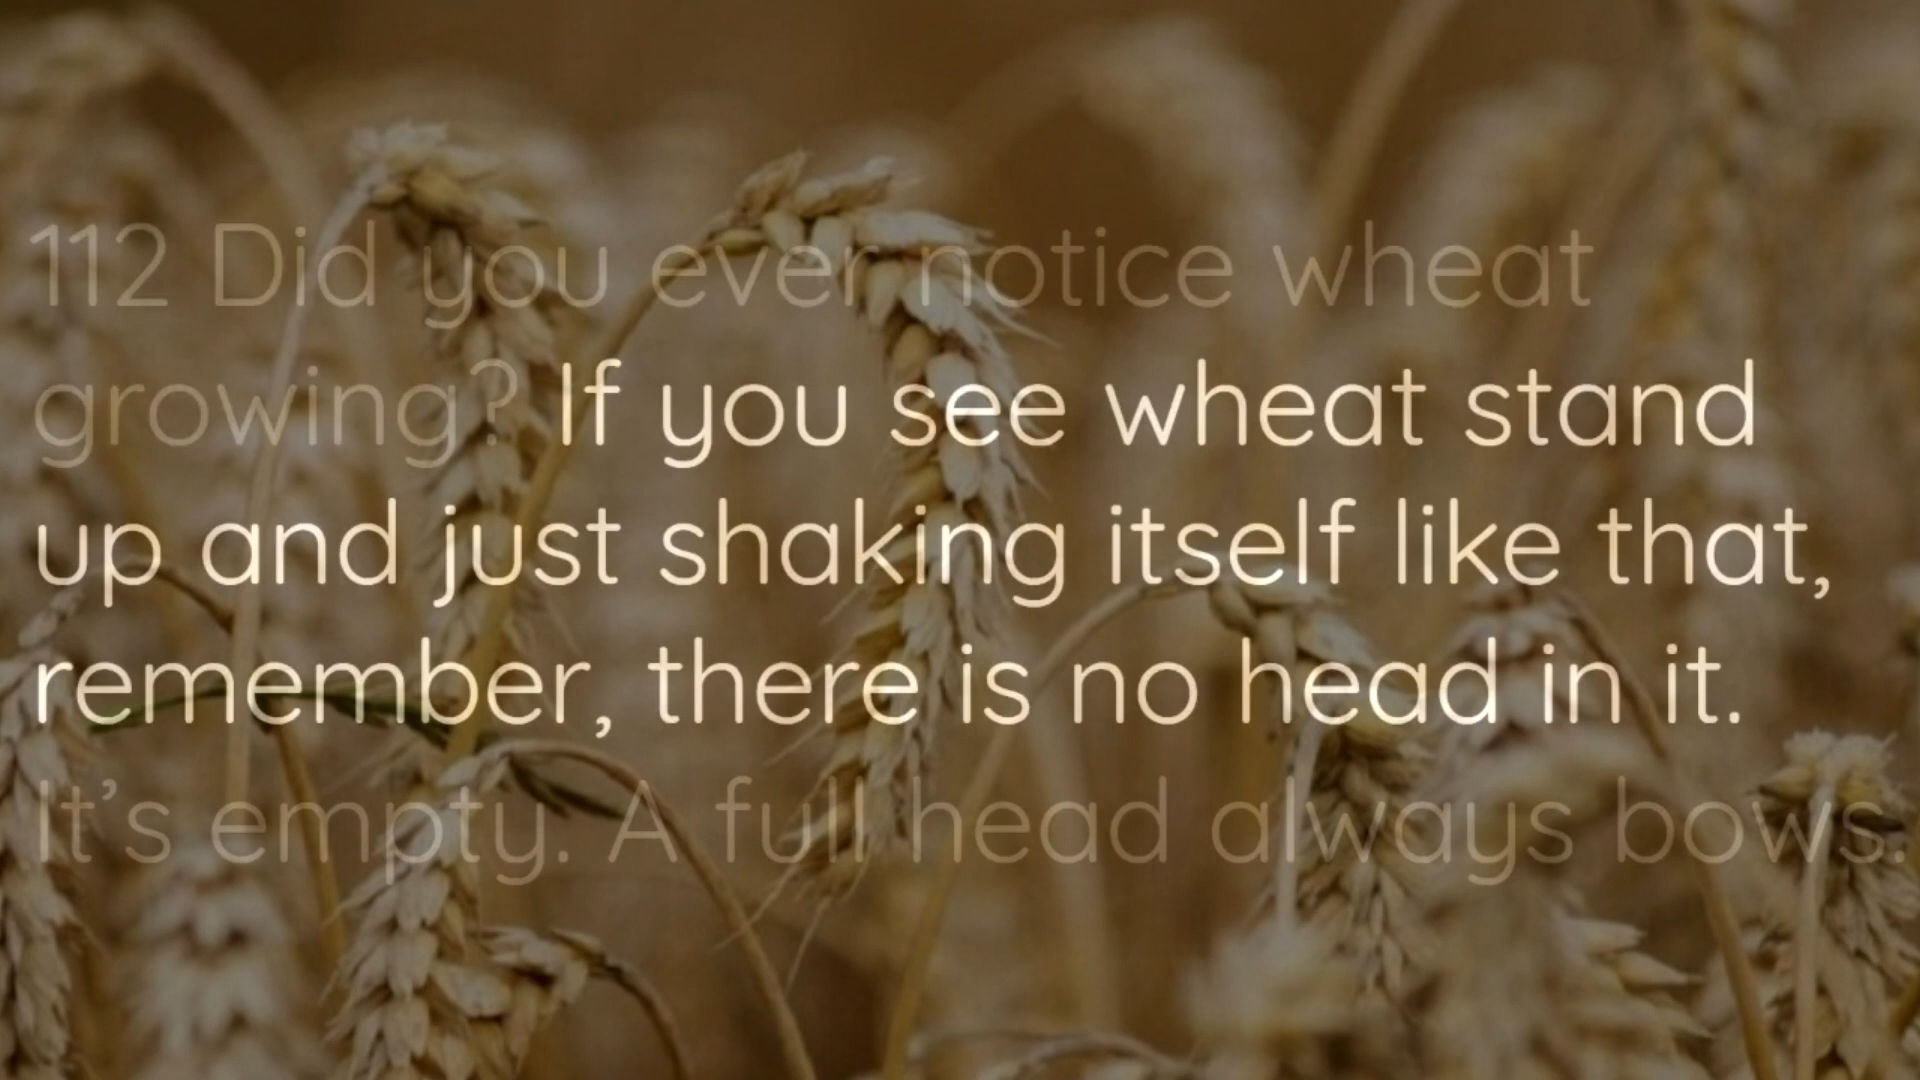 112 Did you ever notice wheat
growing? If you see wheat stand
up and just shaking itself like that,
remember, there is no head in it.
It’s empty. A full head always bows.